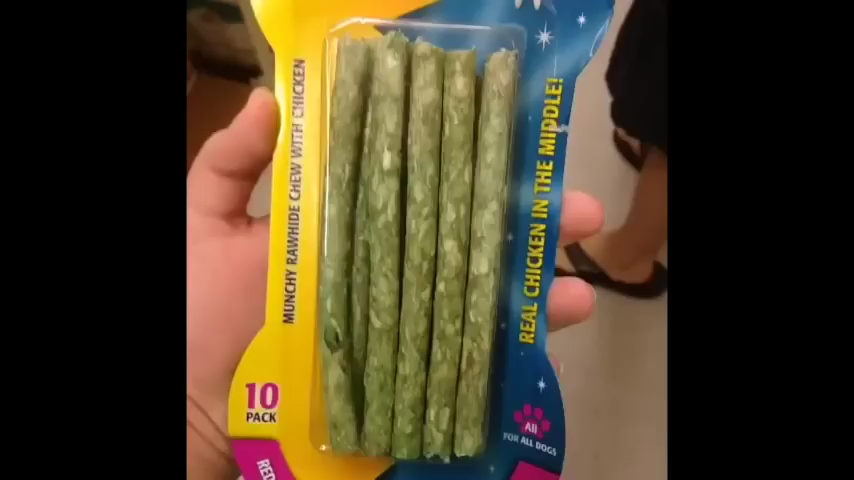 MUNCHY RAWHIDE CHEW WITH CHICKEN
REAL CHICKEN IN THE MIDDLE!
10
PACK
All
FOR ALL DOGS